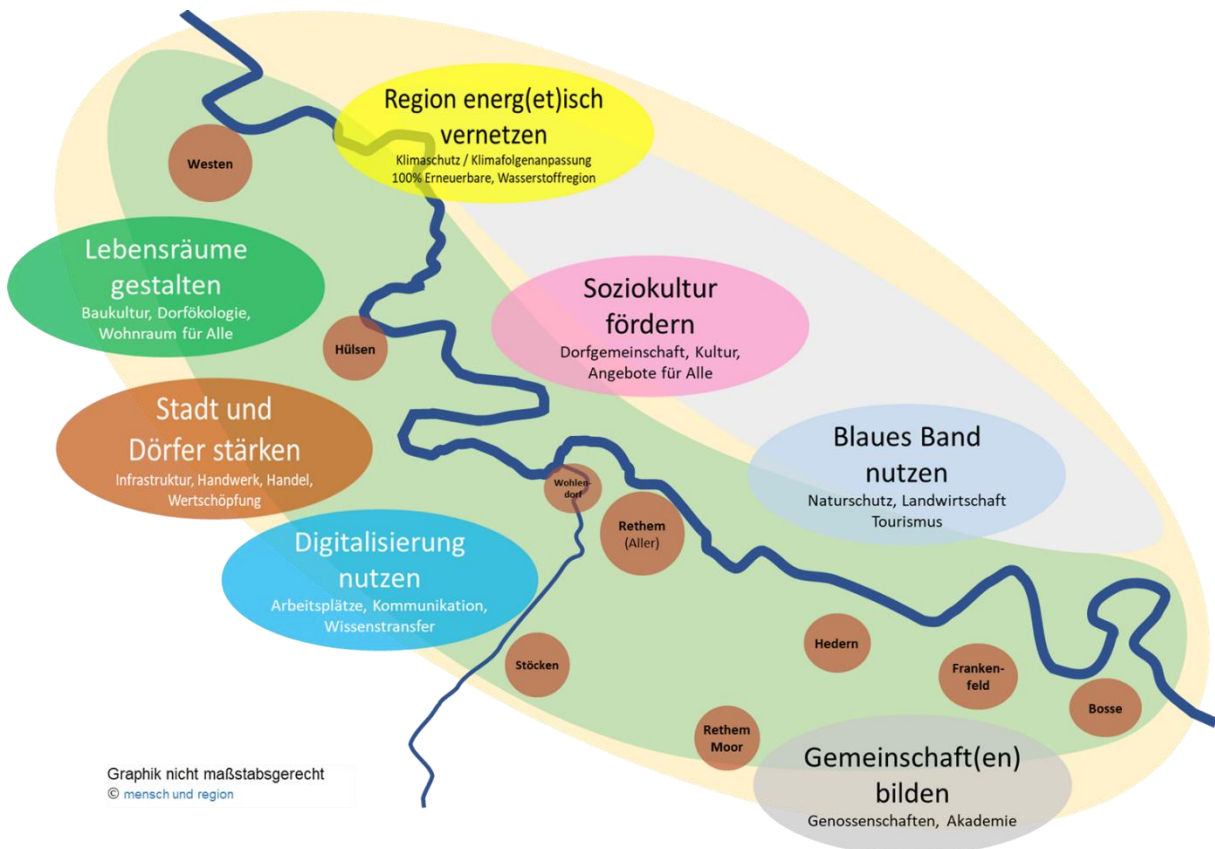 Region energ(et)isch
vernetzen
Klimaschutz / Klimafolgenanpassung
100% Erneuerbare, Wasserstoffregion
Westen
Lebensräume
gestalten
Baukultur, Dorfökologie,
Wohnraum für Alle
Soziokultur
fördern
Dorfgemeinschaft, Kultur,
Angebote für Alle
Hülsen
Stadt und
Dörfer stärken
Infrastruktur, Handwerk, Handel,
Wertschöpfung
Blaues Band
nutzen
Naturschutz, Landwirtschaft
Tourismus
Wohlen-
dorf
Rethem
(Aller)
Digitalisierung
nutzen
Arbeitsplätze, Kommunikation,
Wissenstransfer
Stöcken
Hedern
Franken-
feld
Bosse
Rethem
Moor
Gemeinschaft(en)
bilden
Genossenschaften, Akademie
Graphik nicht maßstabsgerecht
© mensch und region